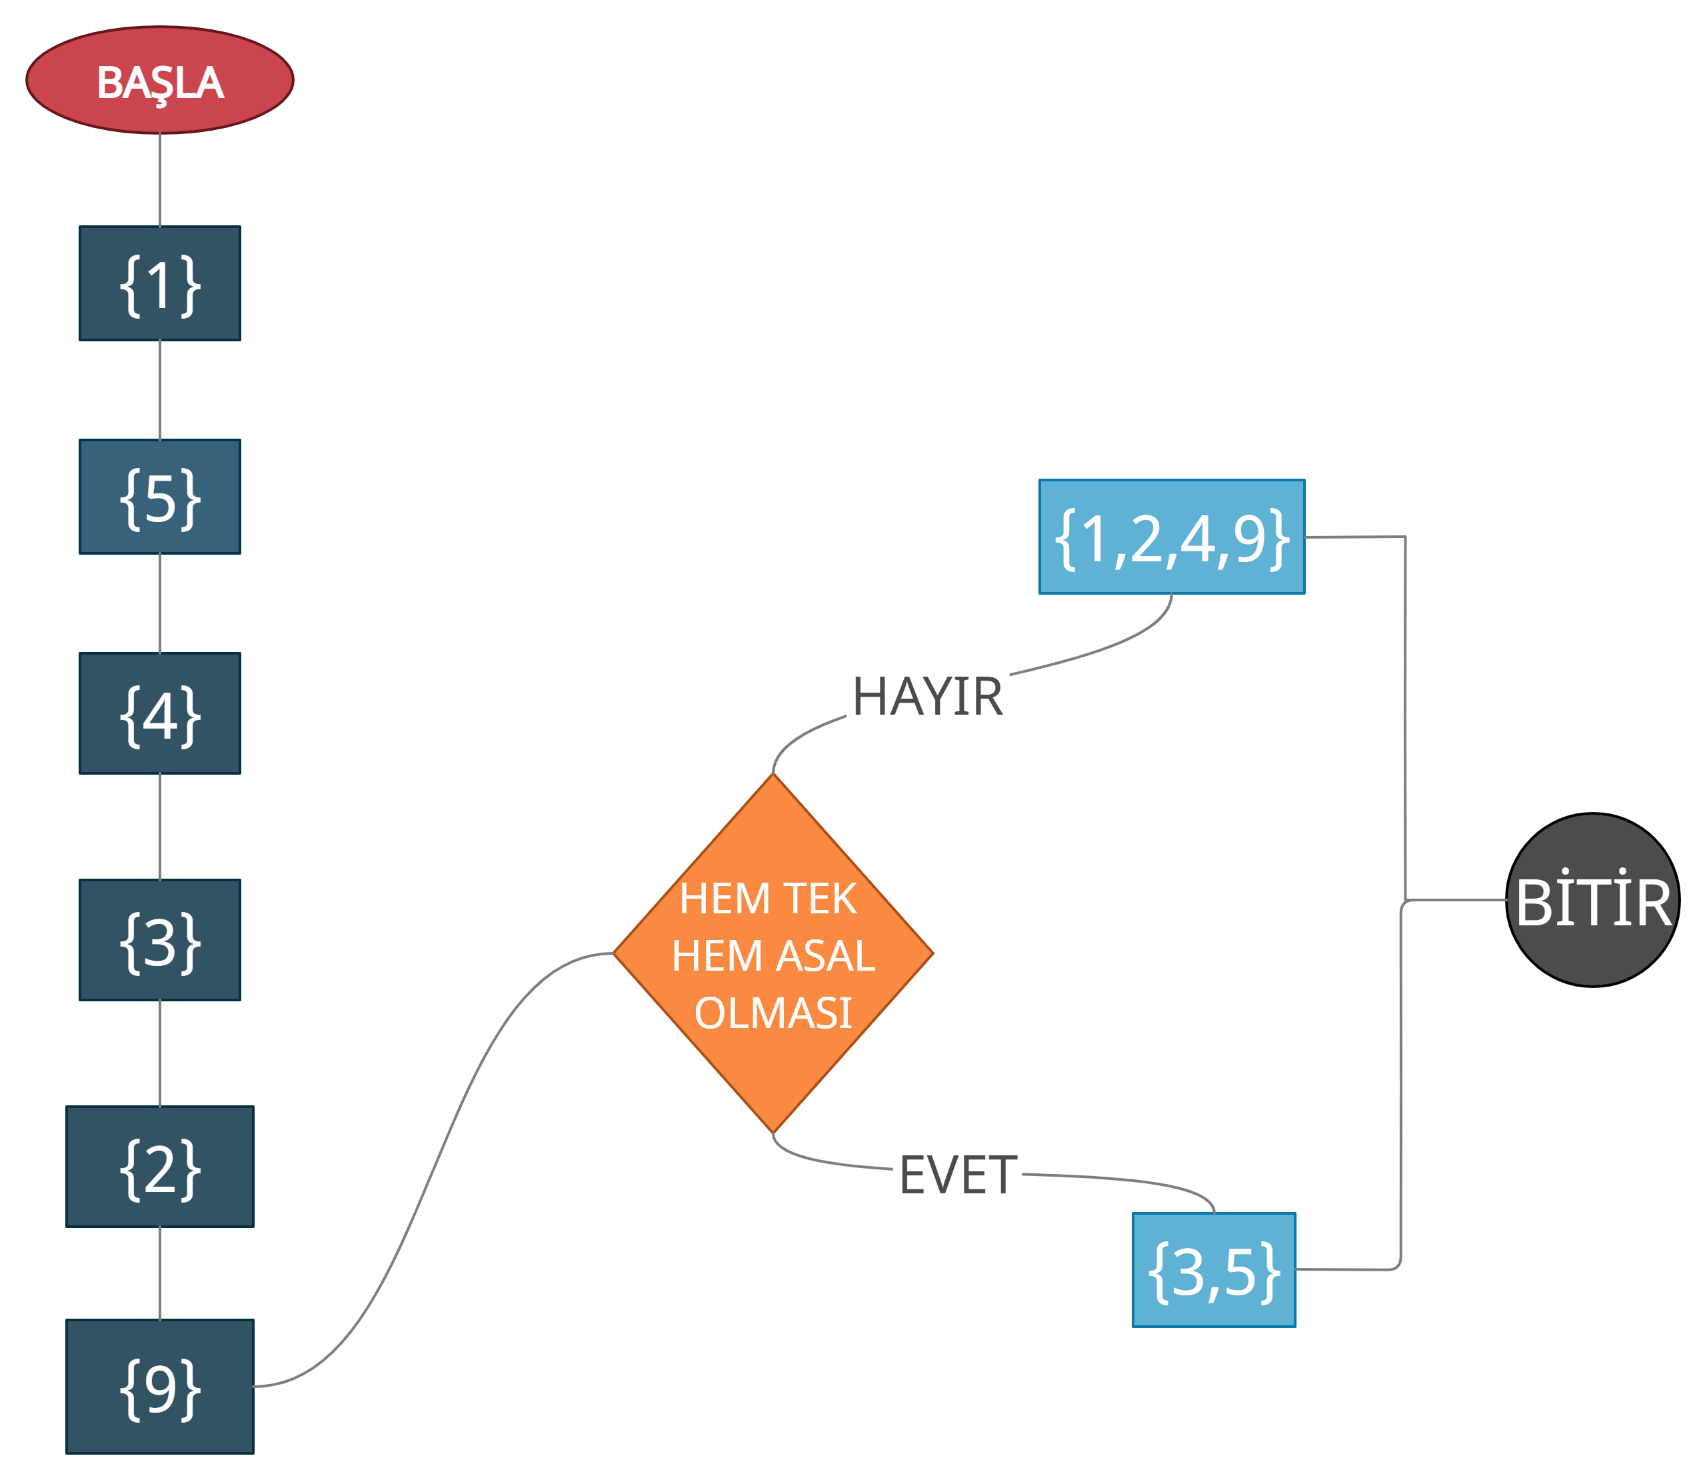 BAŞLA
{1}
{5}
{4}
{3}
{2}
{9}
HEM TEK
HEM ASAL
OLMASI
HAYIR
{1,2,4,9}
EVET
{3,5}
BİTİR